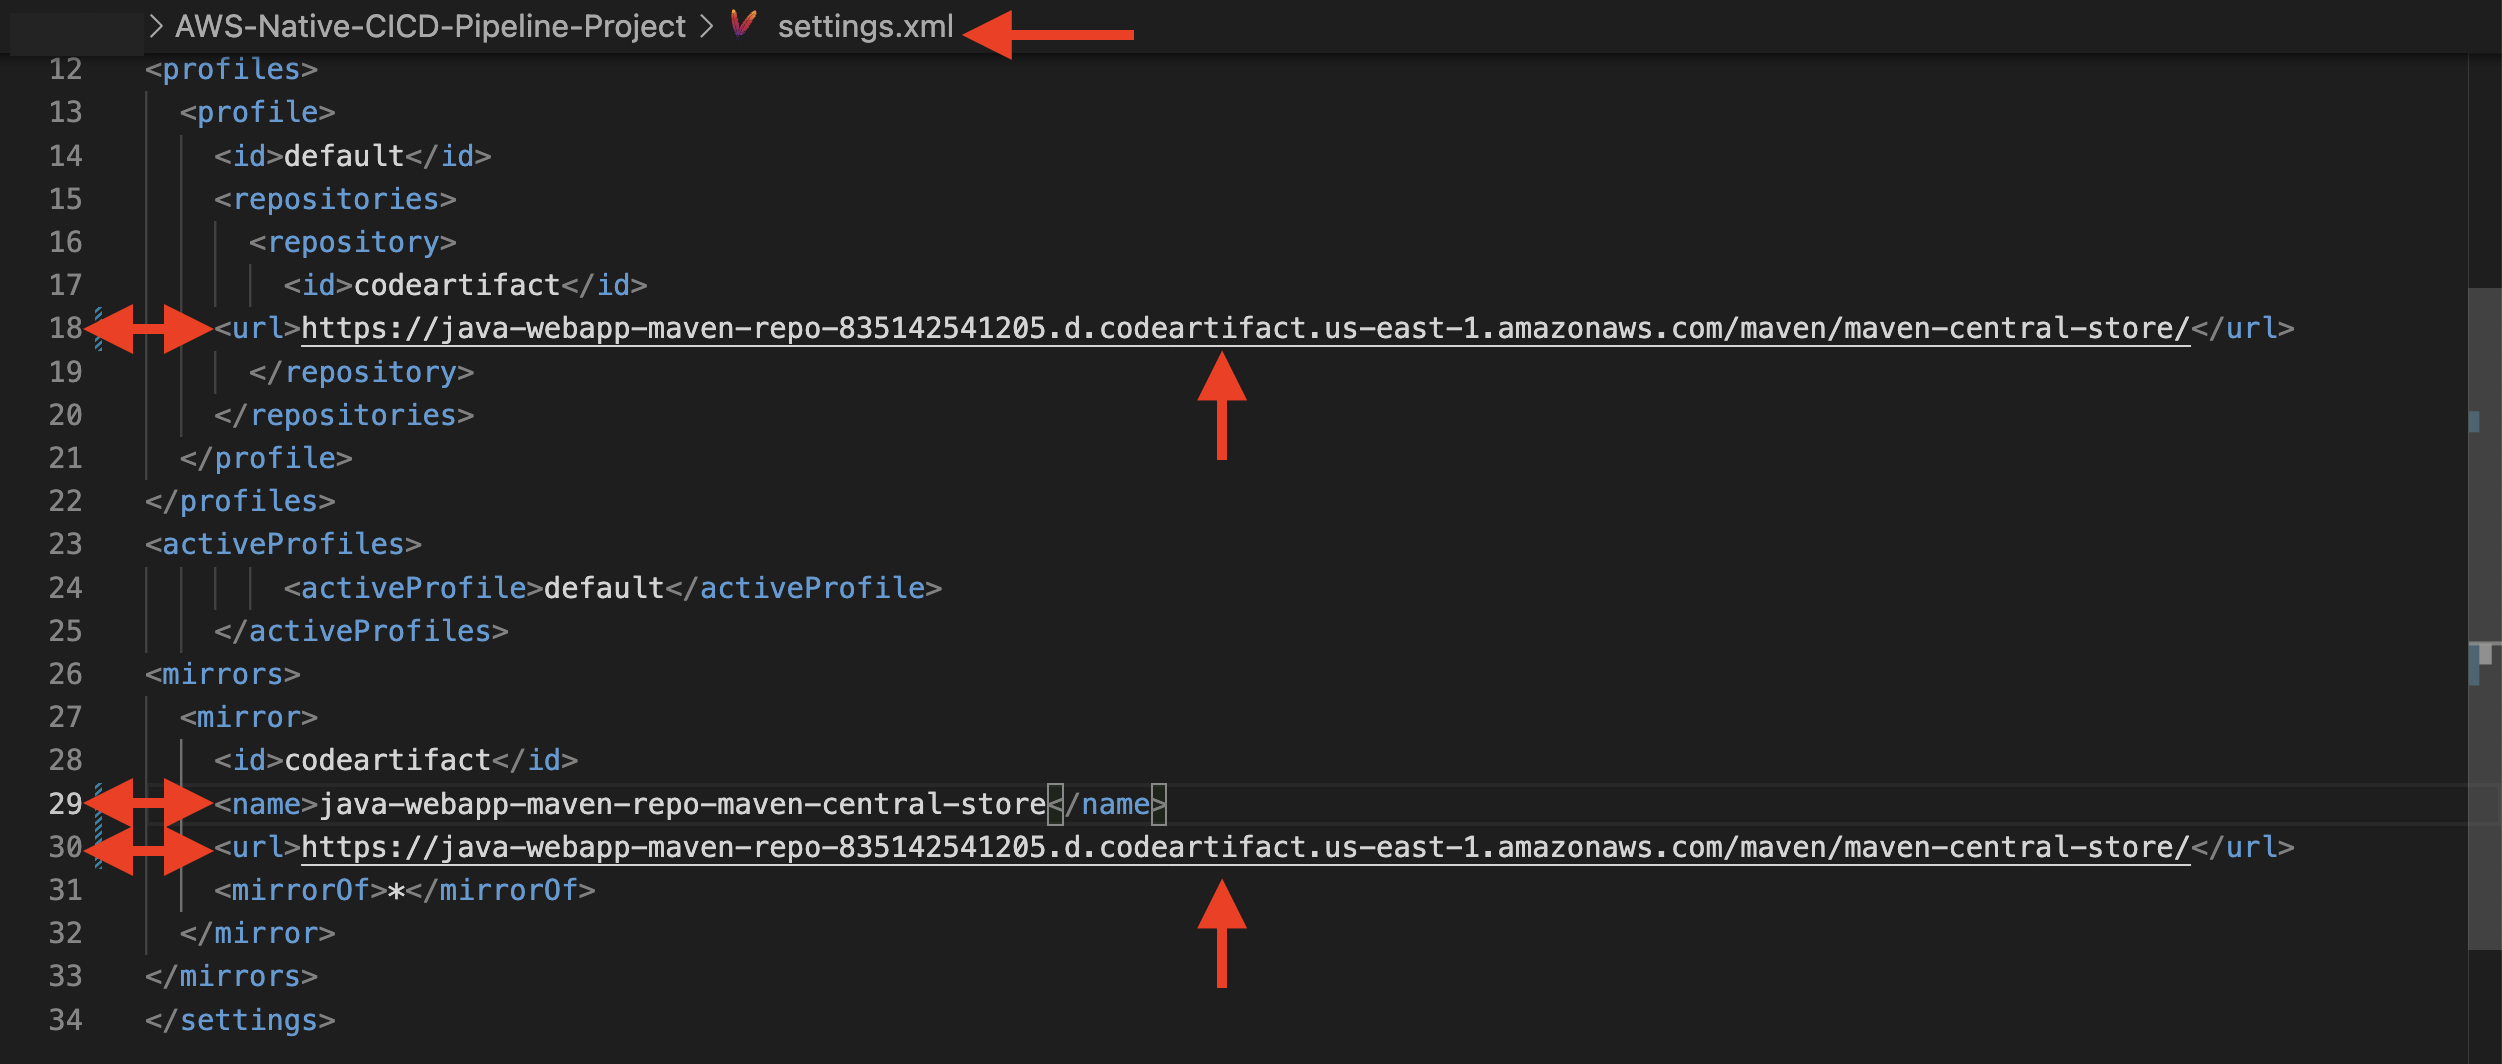 > AWS-Native-CICD-Pipeline-Project > settings.xml
12 <profiles>
13 <profile>
14 <id>default</id>
15 <repositories>
16 <repository>
17 <id>codeartifact</id>
18 <url>https://java-webapp-maven-repo-835142541205.d.codeartifact.us-east-1.amazonaws.com/maven/maven-central-store/</url>
19 </repository>
20 </repositories>
21 </profile>
22 </profiles>
23 <activeProfiles>
24 <activeProfile>default</activeProfile>
25 </activeProfiles>
26 <mirrors>
27 <mirror>
28 <id>codeartifact</id>
29 <name>java-webapp-maven-repo-maven-central-store</name>
30 <url>https://java-webapp-maven-repo-835142541205.d.codeartifact.us-east-1.amazonaws.com/maven/maven-central-store/</url>
31 <mirrorOf>*</mirrorOf>
32 </mirror>
33 </mirrors>
34 </settings>